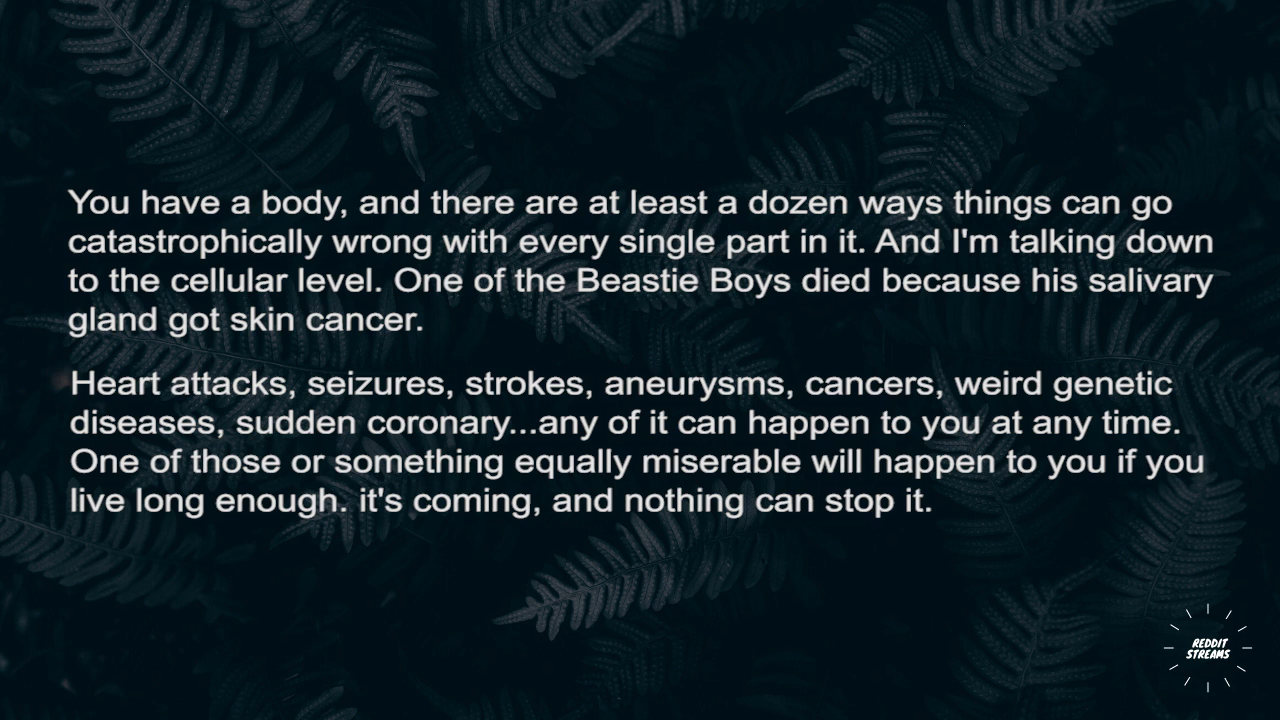 You have a body, and there are at least a dozen ways things can go
catastrophically wrong with every single part in it. And I'm talking down
to the cellular level. One of the Beastie Boys died because his salivary
gland got skin cancer.
Heart attacks, seizures, strokes, aneurysms, cancers, weird genetic
diseases, sudden coronary...any of it can happen to you at any time.
One of those or something equally miserable will happen to you if you
live long enough. it's coming, and nothing can stop it.
REDDIT
STREAMS